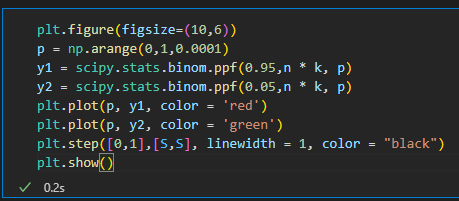 plt.figure(figsize=(10,6))
p = np.arange(0,1,0.0001)
y1 = scipy.stats.binom.ppf(0.95,n * k, p)
y2 = scipy.stats.binom.ppf(0.05,n * k, p)
plt.plot(p, y1, color = 'red')
plt.plot(p, y2, color = 'green')
plt.step([0,1],[S,S], linewidth = 1, color = "black")
plt.show()
0.2s